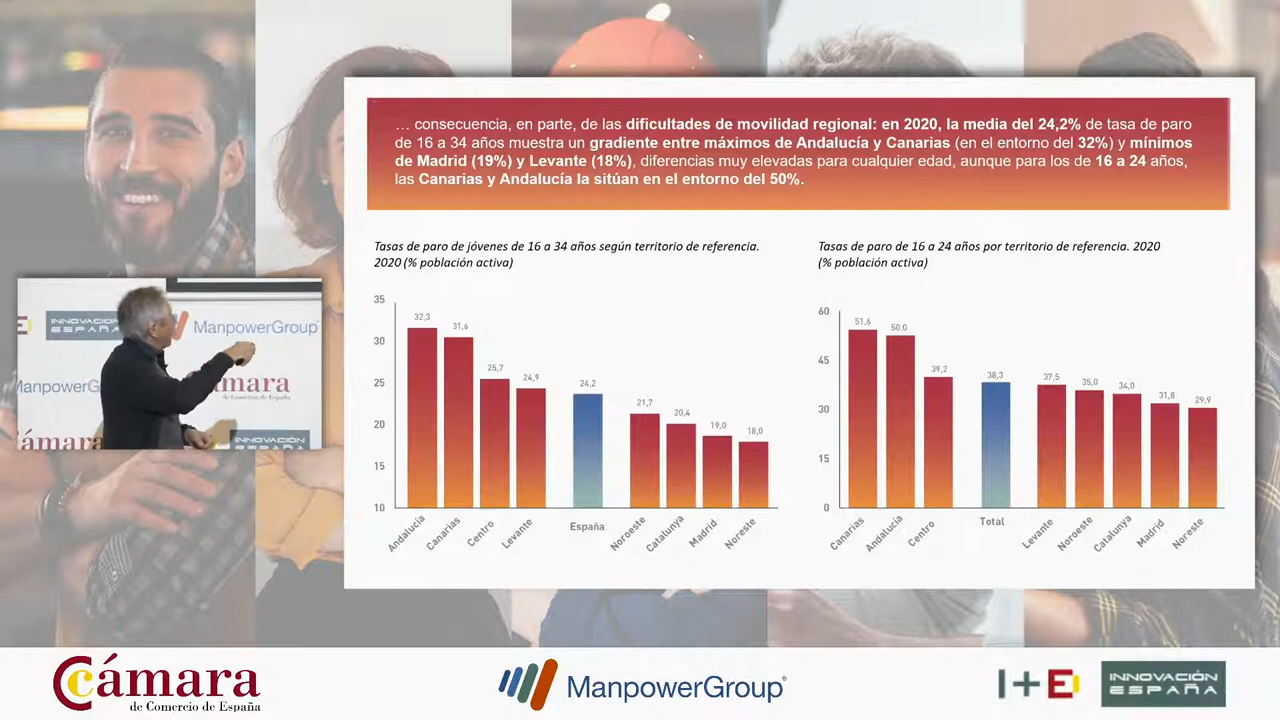 … consecuencia, en parte, de las dificultades de movilidad regional: en 2020, la media del 24,2% de tasa de paro
de 16 a 34 años muestra un gradiente entre máximos de Andalucía y Canarias (en el entorno del 32%) y mínimos
de Madrid (19%) y Levante (18%), diferencias muy elevadas para cualquier edad, aunque para los de 16 a 24 años,
las Canarias y Andalucía la sitúan en el entorno del 50%.
Tasas de paro de jóvenes de 16 a 34 años según territorio de referencia.
2020 (% población activa)
35
30
25
20
15
10
32,3
31,6
25,7
24,9
24,2
21,7
20,4
19,0
18,0
Andalucía
Canarias
Centro
Levante
España
Noroeste
Catalunya
Madrid
Noreste
Tasas de paro de 16 a 24 años por territorio de referencia. 2020
(% población activa)
60
45
30
15
0
51,6
50,0
39,2
38,3
37,5
35,0
34,0
31,8
29,9
Canarias
Andalucía
Centro
Total
Levante
Noroeste
Catalunya
Madrid
Noreste
E
INNOVACIÓN
ESPAÑA
ManpowerGroup
ManpowerG
ámara
de Comercio de España
ámara
INNOVACIÓN
ESPAÑA
Cámara
de Comercio de España
ManpowerGroup®
I+E
INNOVACIÓN
ESPAÑA